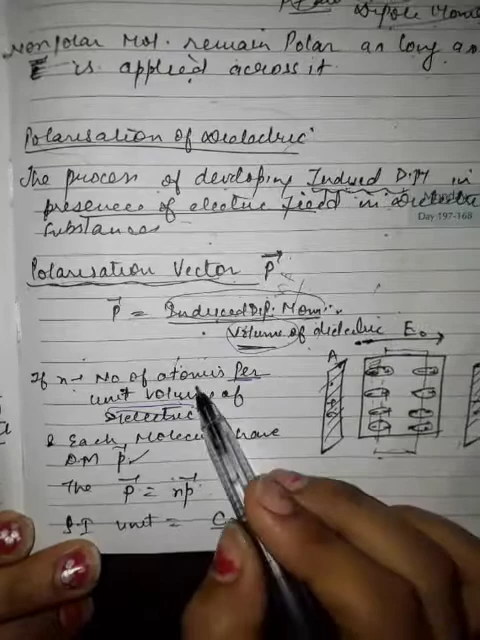 Dipole Mome
Nonpolar Mol. remain Polar as long as
E is applied across it
Polarisation of Dielectric
The process of developing Induced D.M in
presence of electric field in Dielectric
substances
Day:197-168
Polarisation Vector P
P = Induced Dip. Mom.
Volume of dielectric
E₀
A
If n → No of atoms Per
unit volume of
Dielectric
& Each Molecule have
DM p
The P = np
S.I unit = C